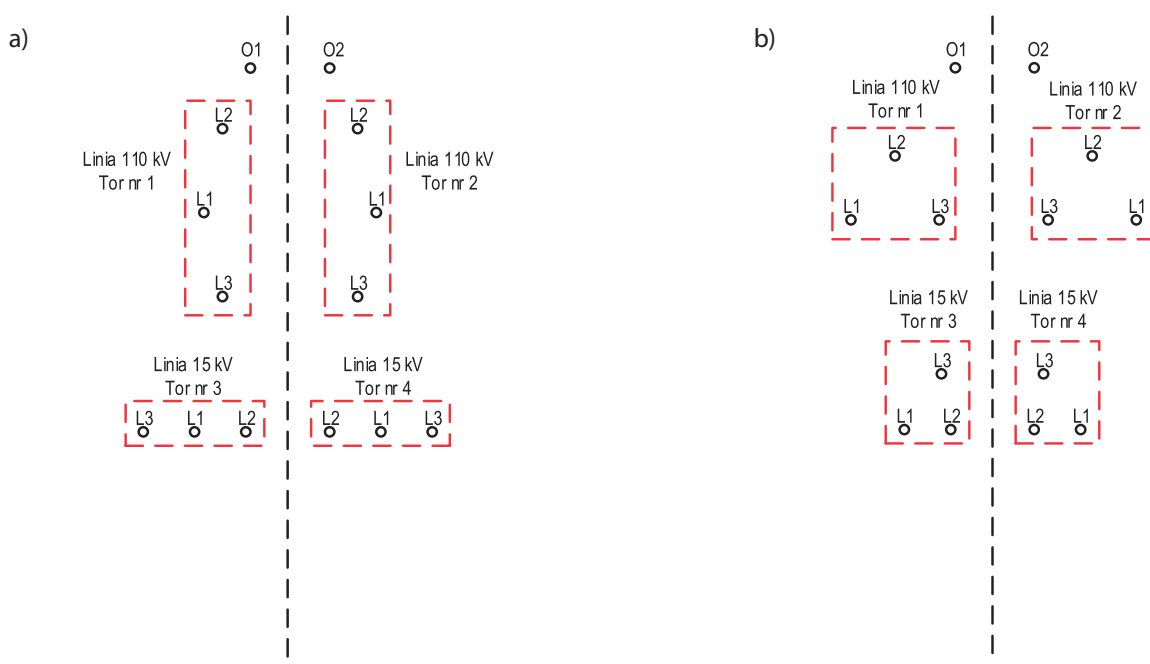 a)
O1
O2
L2
L2
Linia 110 kV
Tor nr 1
Linia 110 kV
Tor nr 2
L1
L1
L3
L3
Linia 15 kV
Tor nr 3
Linia 15 kV
Tor nr 4
L3
L1
L2
L2
L1
L3
b)
O1
O2
Linia 110 kV
Tor nr 1
Linia 110 kV
Tor nr 2
L2
L2
L1
L3
L3
L1
Linia 15 kV
Tor nr 3
Linia 15 kV
Tor nr 4
L3
L3
L1
L2
L2
L1